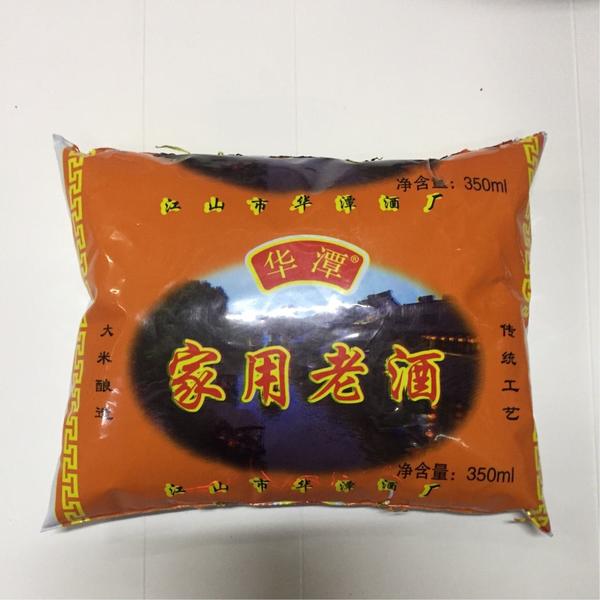 净含量：350ml
江山市华潭酒厂
华潭®
大米酿造
传统工艺
家用老酒
净含量：350ml
江山市华潭酒厂